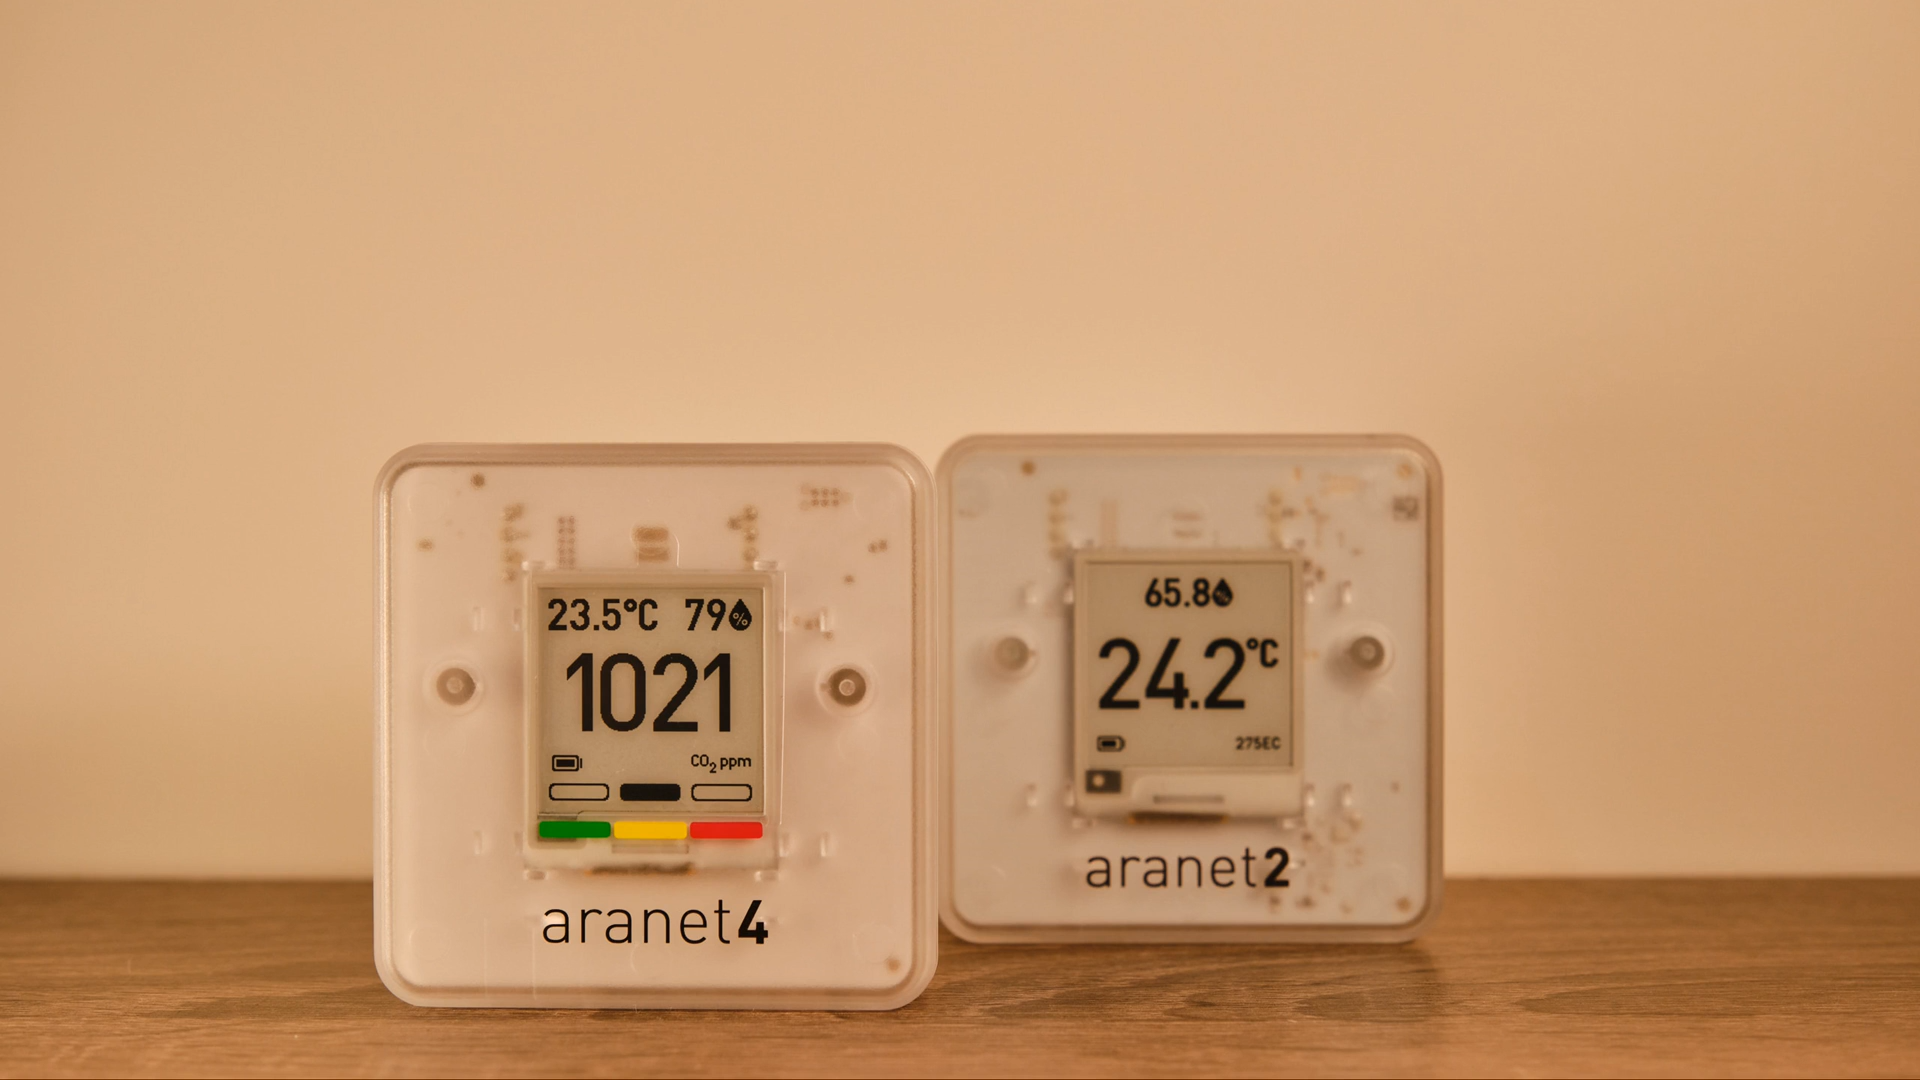 23.5°C 79%
1021
CO₂ ppm
aranet4
65.8
24.2°C
275EC
aranet2